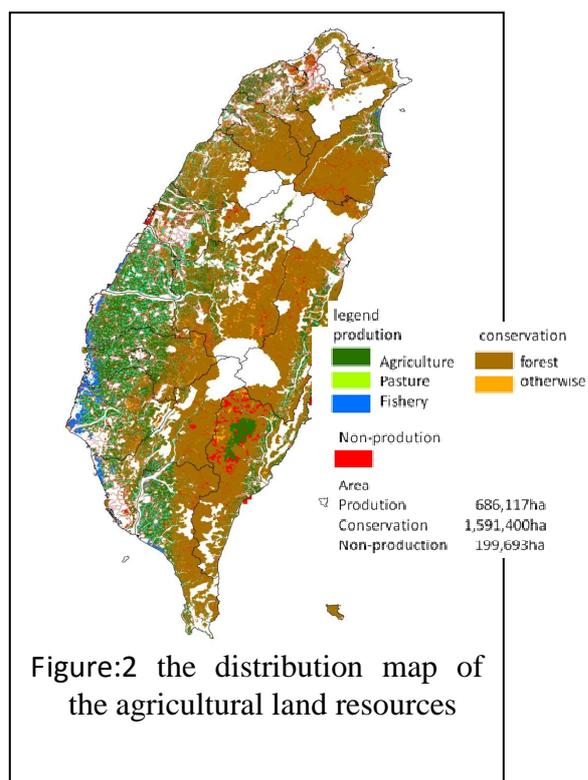 legend
prodution conservation
Agriculture forest
Pasture otherwise
Fishery
Non-prodution
Area
Prodution 686,117ha
Conservation 1,591,400ha
Non-production 199,693ha
Figure:2 the distribution map of
the agricultural land resources